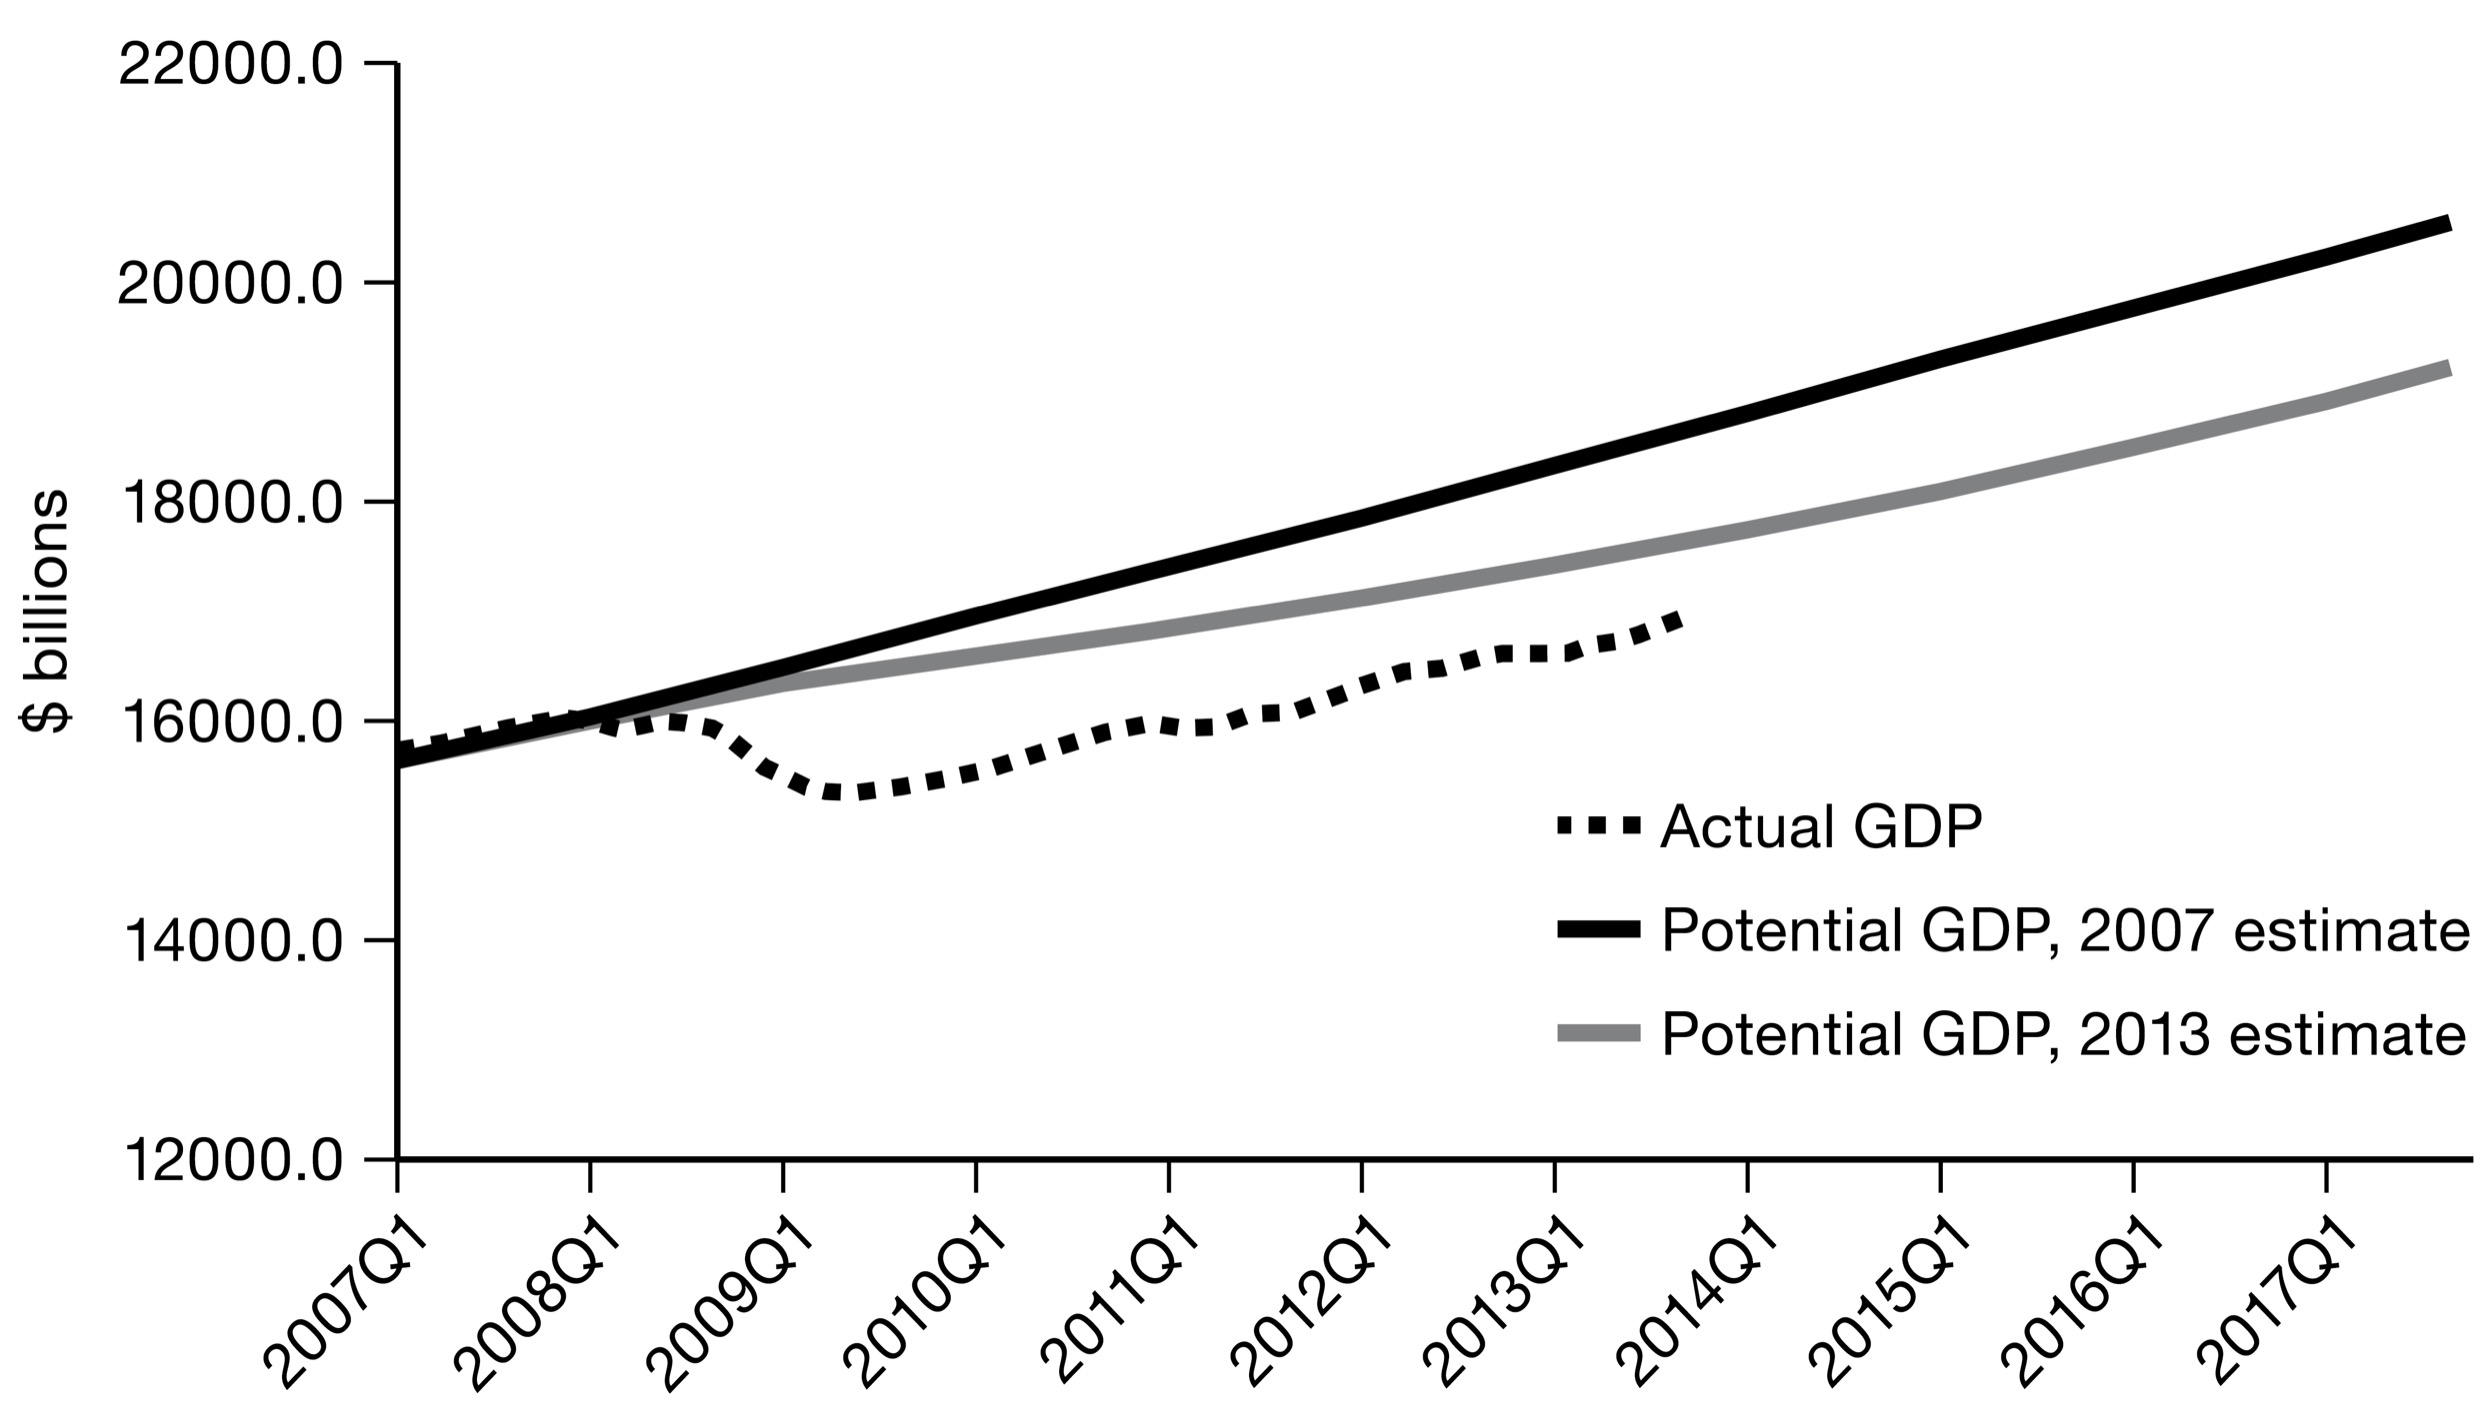 22000.0
20000.0
18000.0
16000.0
14000.0
12000.0
$ billions
Actual GDP
Potential GDP, 2007 estimate
Potential GDP, 2013 estimate
2007Q1
2008Q1
2009Q1
2010Q1
2011Q1
2012Q1
2013Q1
2014Q1
2015Q1
2016Q1
2017Q1